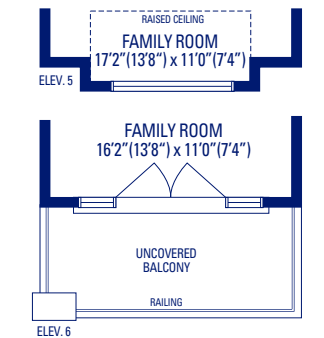 RAISED CEILING
FAMILY ROOM
17'2"(13'8“) x 11'0”(7'4”)
ELEV. 5
FAMILY ROOM
16'2”(13'8“) x 11'0”(7'4”)
UNCOVERED
BALCONY
RAILING
ELEV. 6